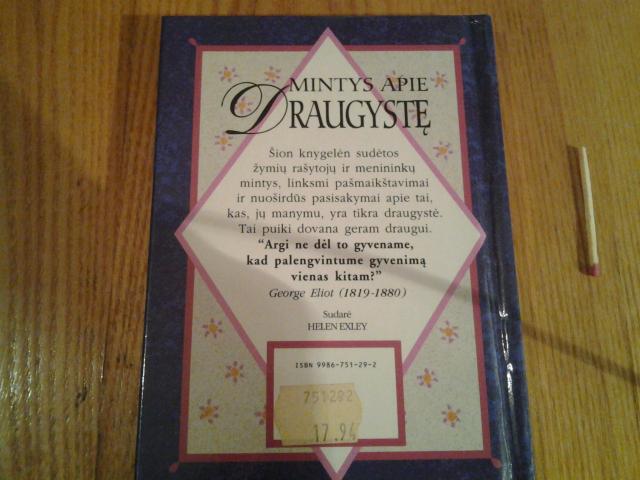 MINTYS APIE
DRAUGYSTĘ
Šion knygelėn sudėtos
žymių rašytojų ir menininkų
mintys, linksmi pašmaikštavimai
ir nuoširdūs pasisakymai apie tai,
kas, jų manymu, yra tikra draugystė.
Tai puiki dovana geram draugui.
“Argi ne dėl to gyvename,
kad palengvintume gyvenimą
vienas kitam?”
George Eliot (1819-1880)
Sudarė
HELEN EXLEY
ISBN 9986-751-29-2
751292
17.94